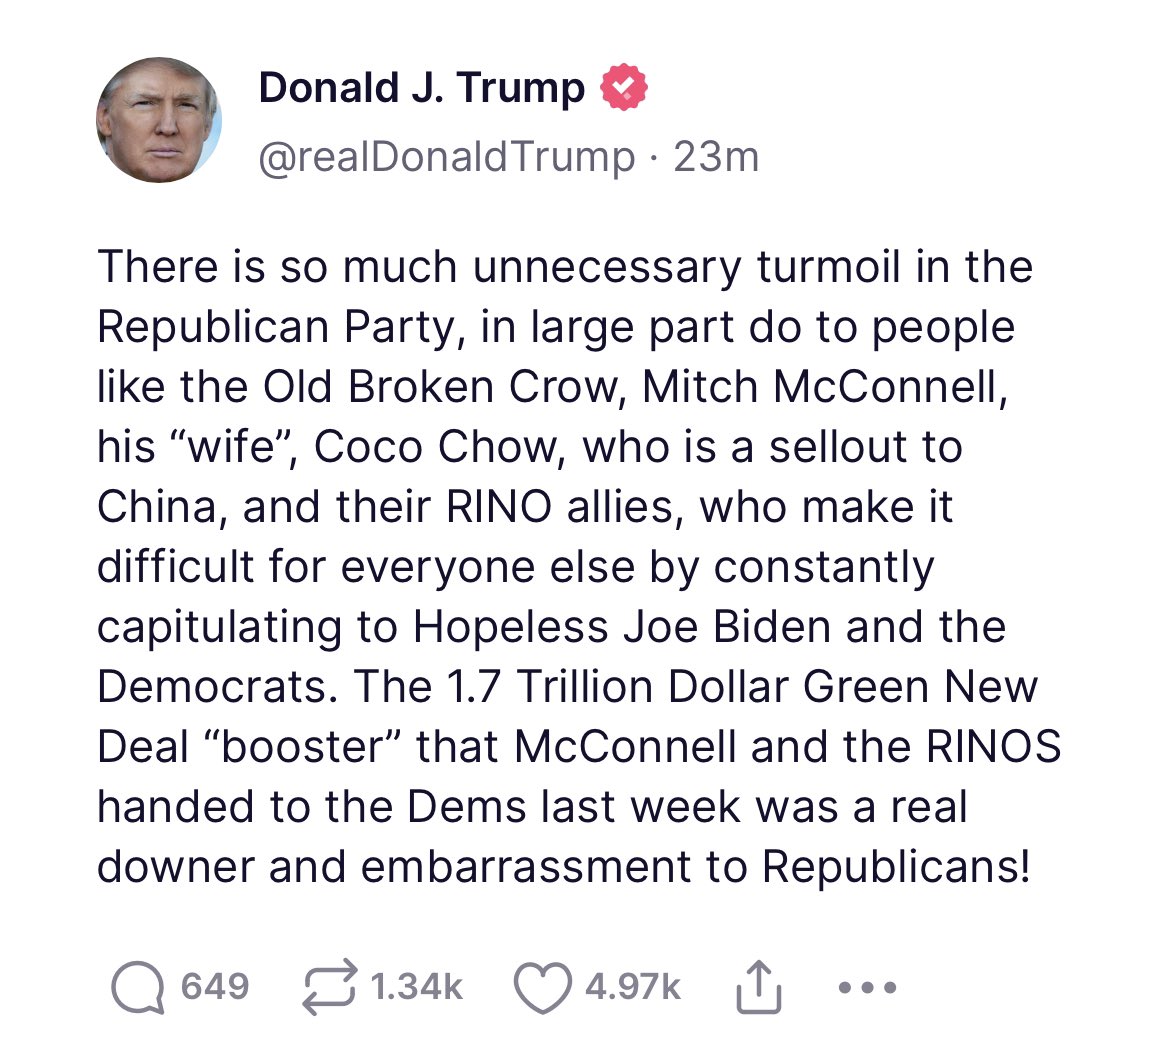 Donald J. Trump
@realDonaldTrump · 23m
There is so much unnecessary turmoil in the
Republican Party, in large part do to people
like the Old Broken Crow, Mitch McConnell,
his “wife”, Coco Chow, who is a sellout to
China, and their RINO allies, who make it
difficult for everyone else by constantly
capitulating to Hopeless Joe Biden and the
Democrats. The 1.7 Trillion Dollar Green New
Deal “booster” that McConnell and the RINOS
handed to the Dems last week was a real
downer and embarrassment to Republicans!
649 1.34k 4.97k